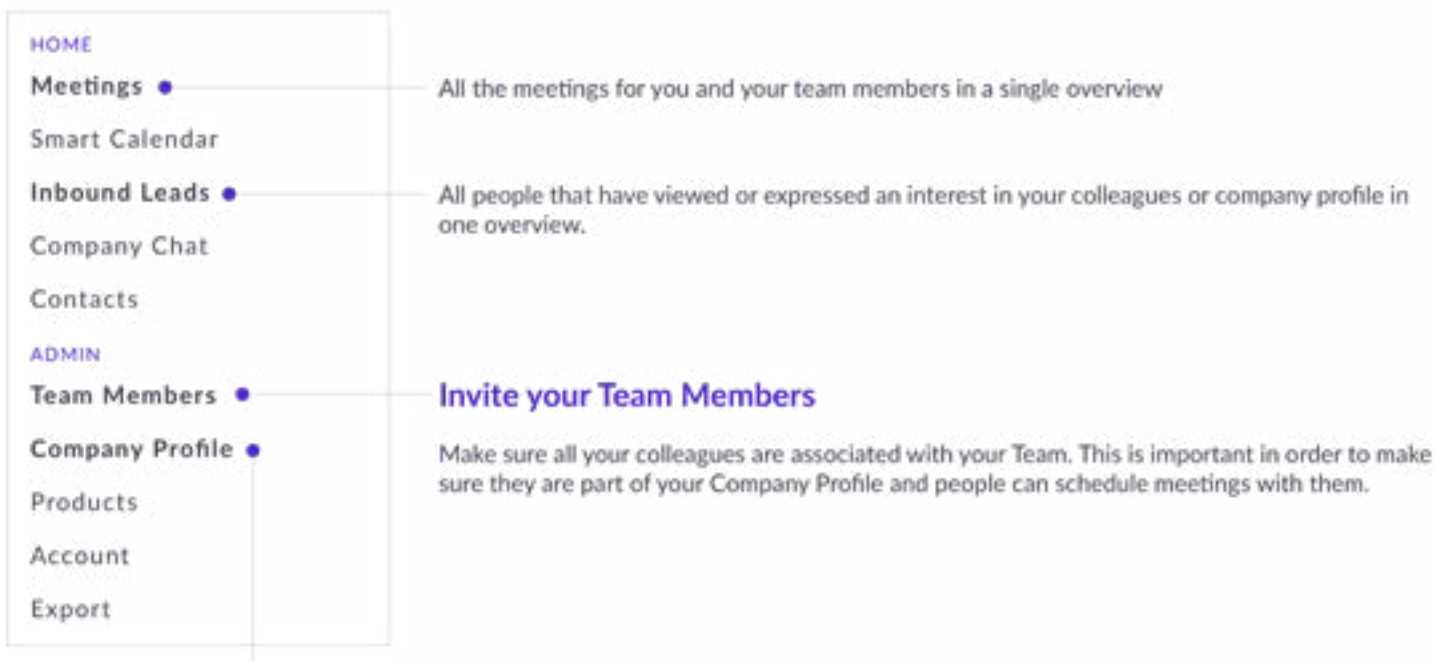 HOME
Meetings
All the meetings for you and your team members in a single overview
Smart Calendar
Inbound Leads
All people that have viewed or expressed an interest in your colleagues or company profile in
one overview.
Company Chat
Contacts
ADMIN
Team Members
Invite your Team Members
Company Profile
Make sure all your colleagues are associated with your Team. This is important in order to make
sure they are part of your Company Profile and people can schedule meetings with them.
Products
Account
Export